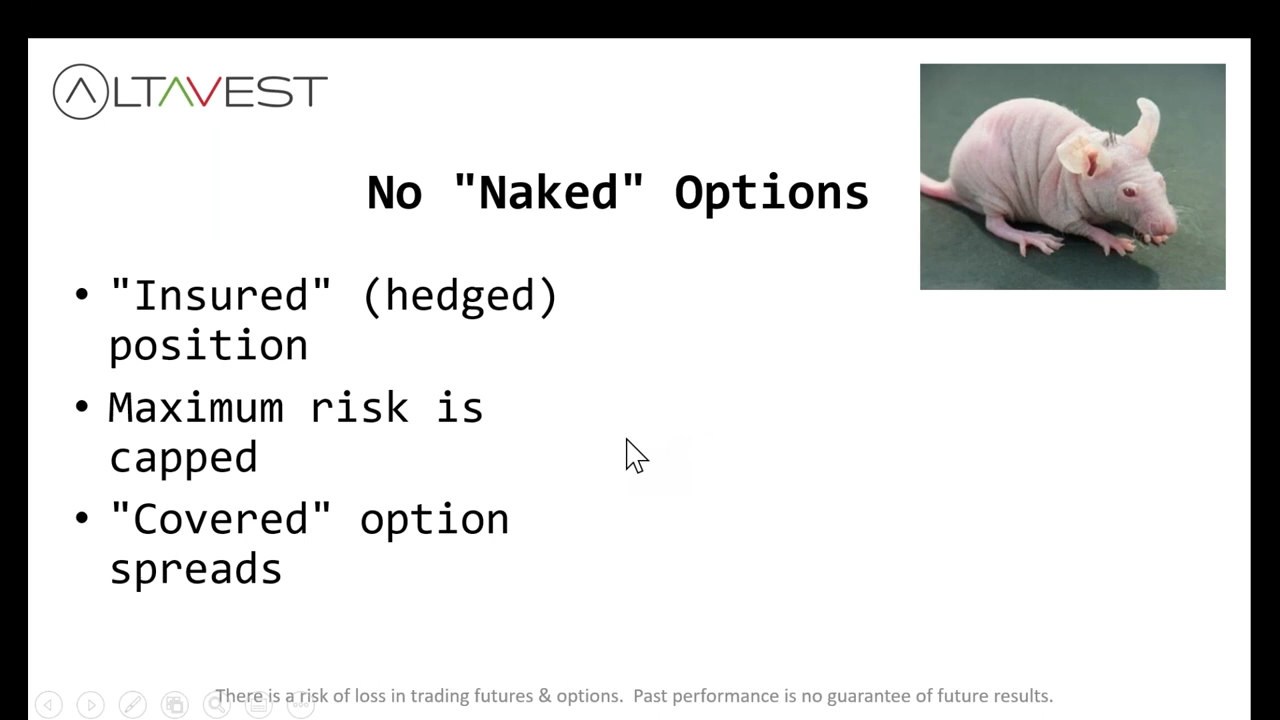 ALTAVEST
No "Naked" Options
• "Insured" (hedged)
position
• Maximum risk is
capped
• "Covered" option
spreads
There is a risk of loss in trading futures & options. Past performance is no guarantee of future results.